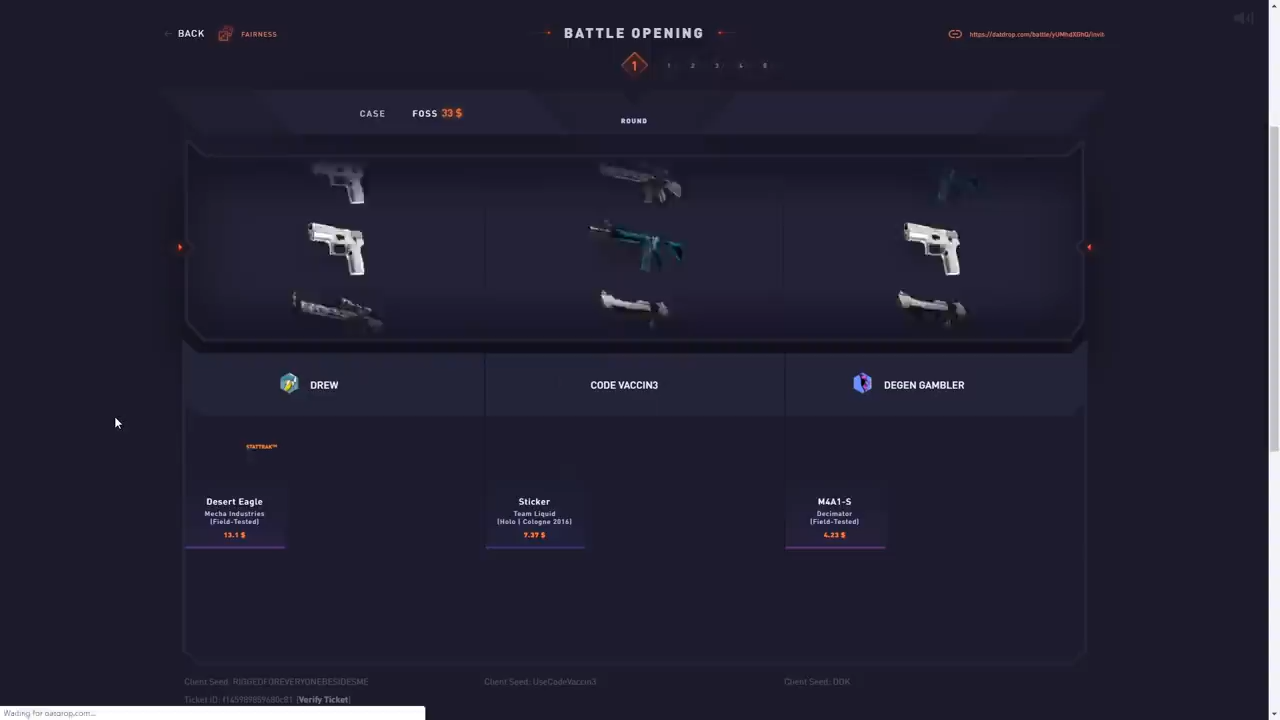 ← BACK
FAIRNESS
BATTLE OPENING
https://datdrop.com/battle/yUMhdXGhQ/invit
1
1 2 3 4 5
CASE
FOSS 33 $
ROUND
DREW
CODE VACCIN3
DEGEN GAMBLER
STATTRAK™
Desert Eagle
Mecha Industries
(Field-Tested)
13.1 $
Sticker
Team Liquid
(Holo | Cologne 2016)
7.37 $
M4A1-S
Decimator
(Field-Tested)
4.23 $
Client Seed: RIGGEDFOREVERYONEBESIDESME
Client Seed: UseCodeVaccin3
Client Seed: DDK
Ticket ID: f145989859680c81 [Verify Ticket]
Waiting for datdrop.com...